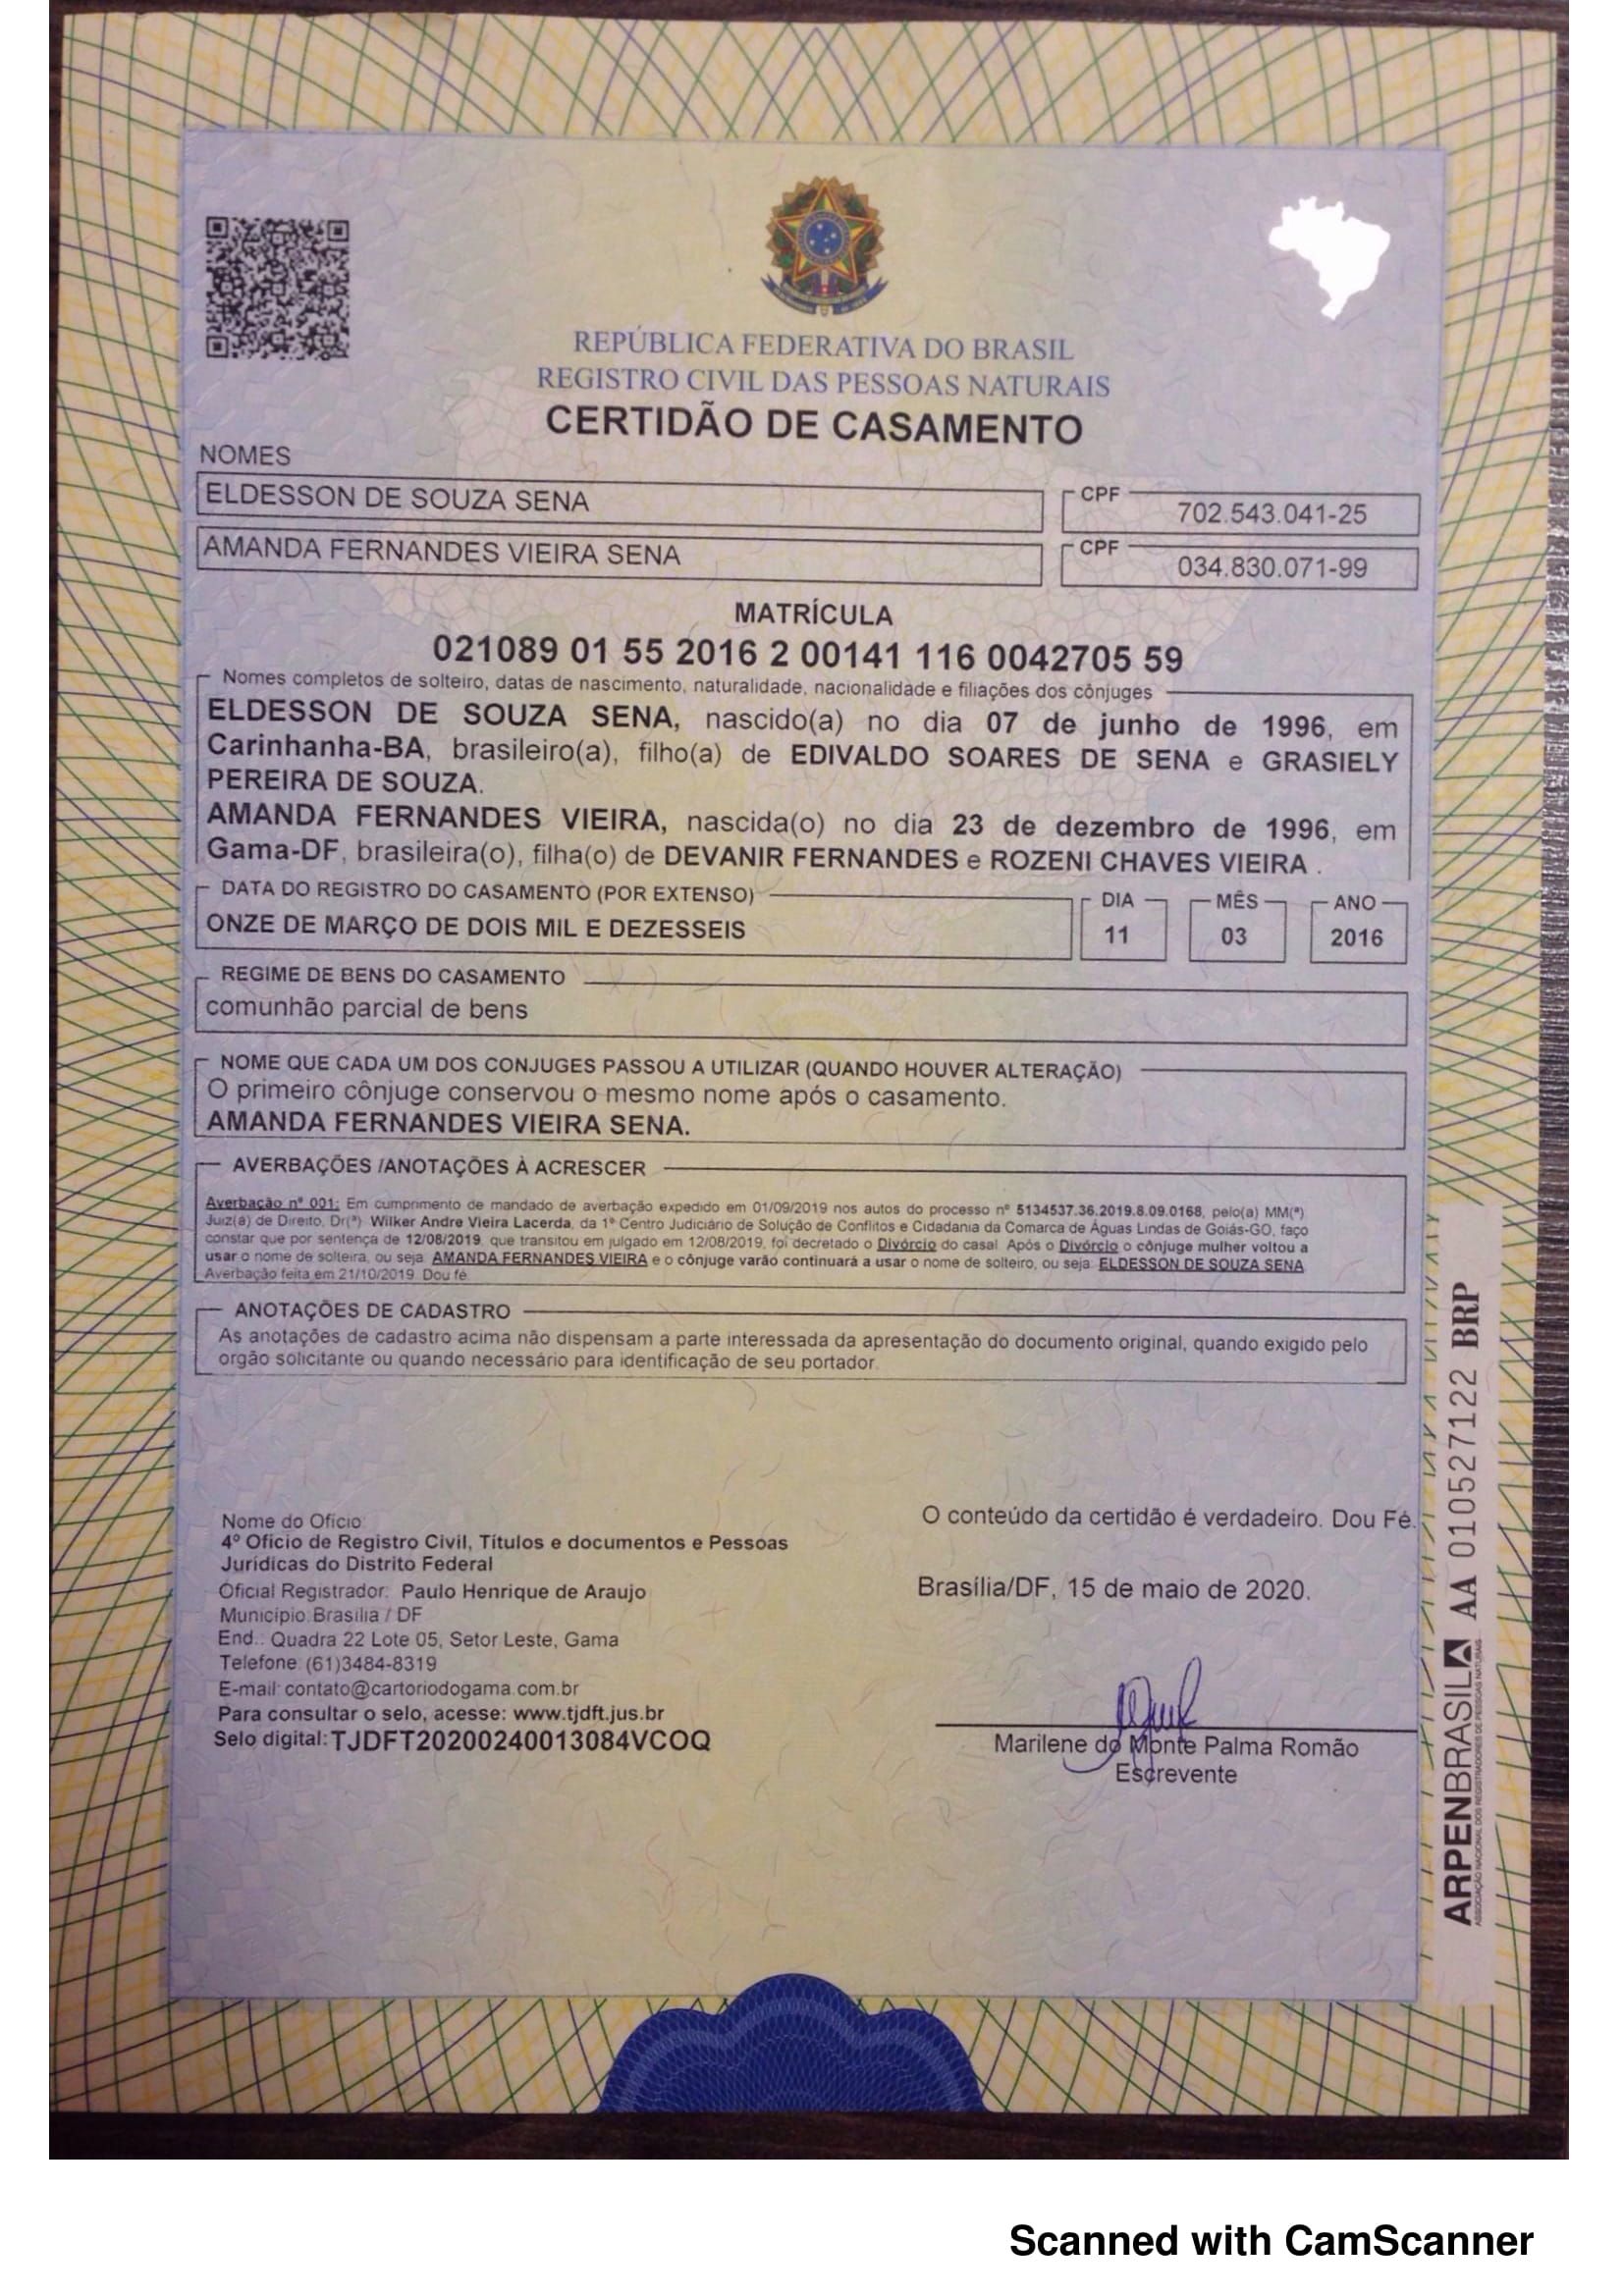 REPÚBLICA FEDERATIVA DO BRASIL
REGISTRO CIVIL DAS PESSOAS NATURAIS
CERTIDÃO DE CASAMENTO
NOMES
ELDESSON DE SOUZA SENA
CPF
702.543.041-25
AMANDA FERNANDES VIEIRA SENA
CPF
034.830.071-99
MATRÍCULA
021089 01 55 2016 2 00141 116 0042705 59
Nomes completos de solteiro, datas de nascimento, naturalidade, nacionalidade e filiações dos cônjuges
ELDESSON DE SOUZA SENA, nascido(a) no dia 07 de junho de 1996, em
Carinhanha-BA, brasileiro(a), filho(a) de EDIVALDO SOARES DE SENA e GRASIELY
PEREIRA DE SOUZA.
AMANDA FERNANDES VIEIRA, nascida(o) no dia 23 de dezembro de 1996, em
Gama-DF, brasileira(o), filha(o) de DEVANIR FERNANDES e ROZENI CHAVES VIEIRA .
DATA DO REGISTRO DO CASAMENTO (POR EXTENSO)
DIA
MÊS
ANO
ONZE DE MARÇO DE DOIS MIL E DEZESSEIS
11
03
2016
REGIME DE BENS DO CASAMENTO
comunhão parcial de bens
NOME QUE CADA UM DOS CONJUGES PASSOU A UTILIZAR (QUANDO HOUVER ALTERAÇÃO)
O primeiro cônjuge conservou o mesmo nome após o casamento.
AMANDA FERNANDES VIEIRA SENA.
AVERBAÇÕES /ANOTAÇÕES À ACRESCER
Averbação nº 001: Em cumprimento de mandado de averbação expedido em 01/09/2019 nos autos do processo nº 5134537.36.2019.8.09.0168, pelo(a) MM(ª)
Juiz(a) de Direito, Dr(ª) Wilker Andre Vieira Lacerda, da 1º Centro Judiciário de Solução de Conflitos e Cidadania da Comarca de Águas Lindas de Goiás-GO, faço
constar que por sentença de 12/08/2019, que transitou em julgado em 12/08/2019, foi decretado o Divórcio do casal. Após o Divórcio o cônjuge mulher voltou a
usar o nome de solteira, ou seja, AMANDA FERNANDES VIEIRA e o cônjuge varão continuará a usar o nome de solteiro, ou seja: ELDESSON DE SOUZA SENA
Averbação feita em 21/10/2019. Dou fé.
ANOTAÇÕES DE CADASTRO
As anotações de cadastro acima não dispensam a parte interessada da apresentação do documento original, quando exigido pelo
orgão solicitante ou quando necessário para identificação de seu portador.
Nome do Ofício:
4º Ofício de Registro Civil, Títulos e documentos e Pessoas
Jurídicas do Distrito Federal
Oficial Registrador: Paulo Henrique de Araujo
Município: Brasília / DF
End.: Quadra 22 Lote 05, Setor Leste, Gama
Telefone: (61)3484-8319
E-mail: contato@cartoriodogama.com.br
Para consultar o selo, acesse: www.tjdft.jus.br
Selo digital: TJDFT20200240013084VCOQ
O conteúdo da certidão é verdadeiro. Dou Fé.
Brasília/DF, 15 de maio de 2020.
Marilene do Monte Palma Romão
Escrevente
ARPENBRASIL AA 010527122 BRP
ASSOCIAÇÃO NACIONAL DOS REGISTRADORES DE PESSOAS NATURAIS
Scanned with CamScanner